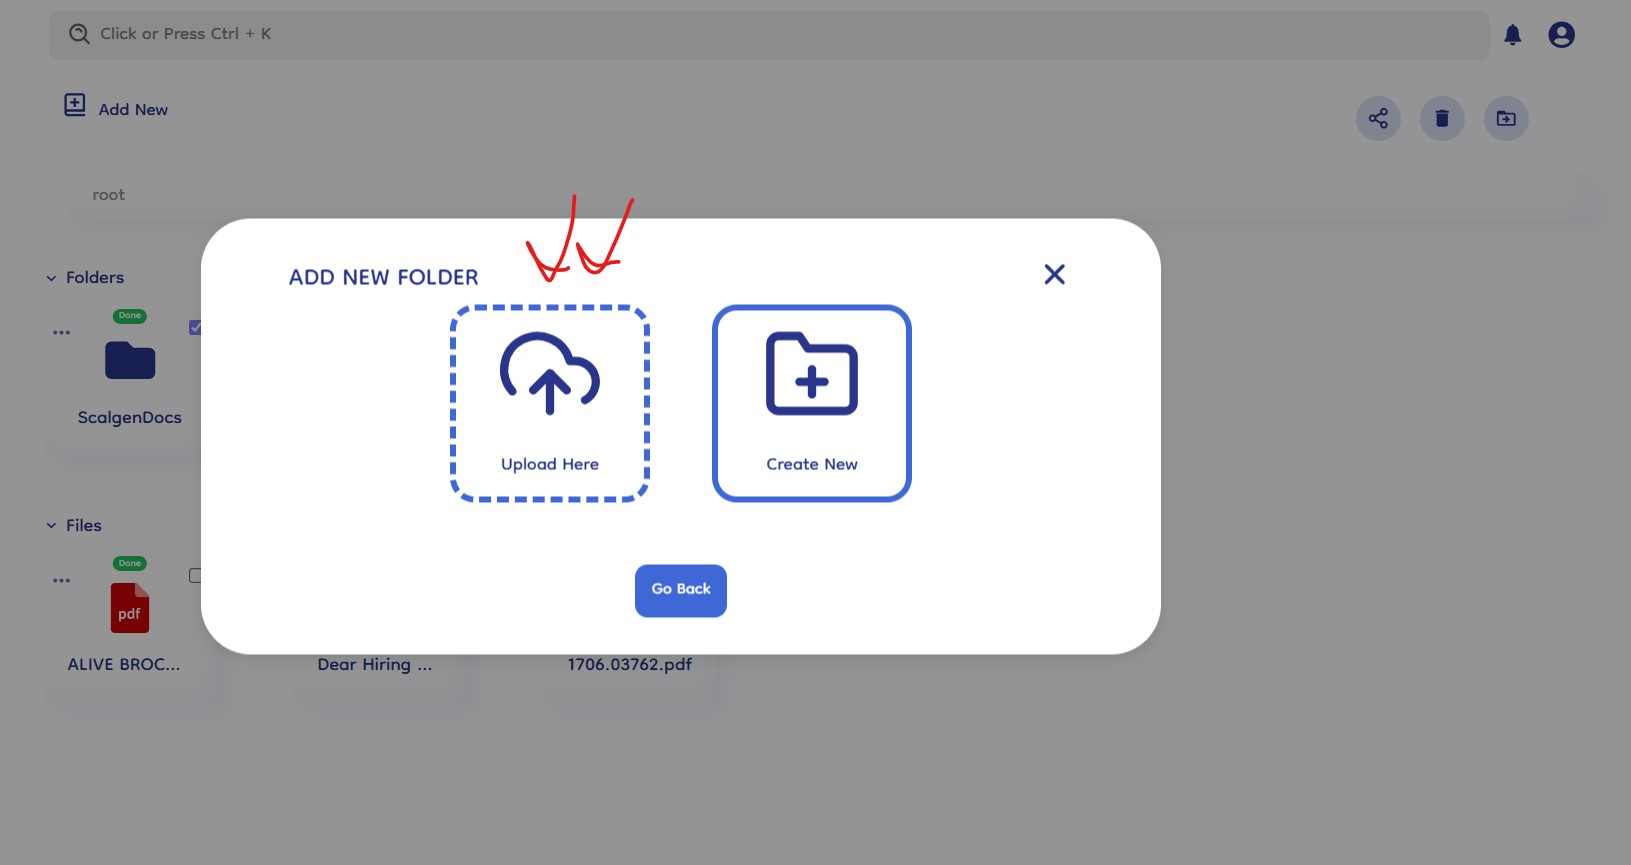 Click or Press Ctrl + K
Add New
root
ADD NEW FOLDER
Folders
Done
ScalgenDocs
Upload Here
Create New
Files
Done
pdf
Go Back
ALIVE BROC...
Dear Hiring ...
1706.03762.pdf